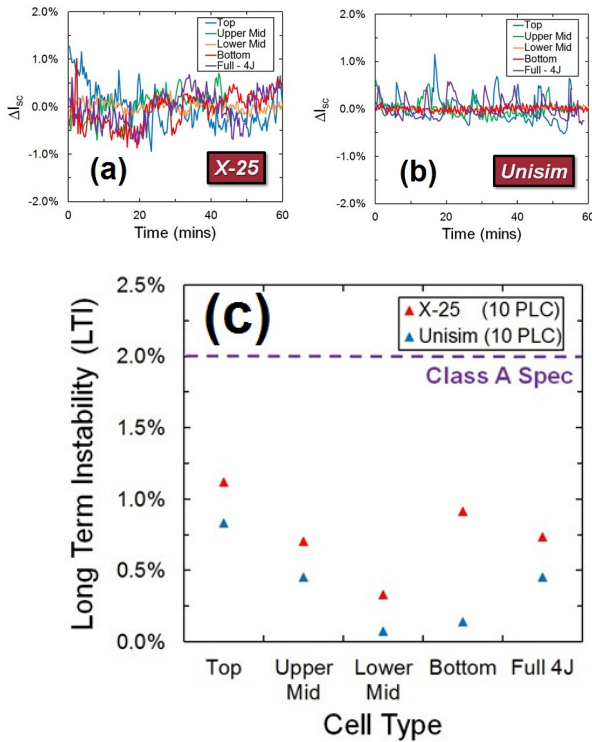 2.0%
1.0%
0.0%
-1.0%
-2.0%
ΔIsc
Top
Upper Mid
Lower Mid
Bottom
Full - 4J
(a)
X-25
0 20 40 60
Time (mins)
2.0%
1.0%
0.0%
-1.0%
-2.0%
ΔIsc
Top
Upper Mid
Lower Mid
Bottom
Full - 4J
(b)
Unisim
0 20 40 60
Time (mins)
(c)
Long Term Instability (LTI)
2.5%
2.0%
1.5%
1.0%
0.5%
0.0%
X-25 (10 PLC)
Unisim (10 PLC)
Class A Spec
Top Upper Lower Bottom Full 4J
Mid Mid
Cell Type